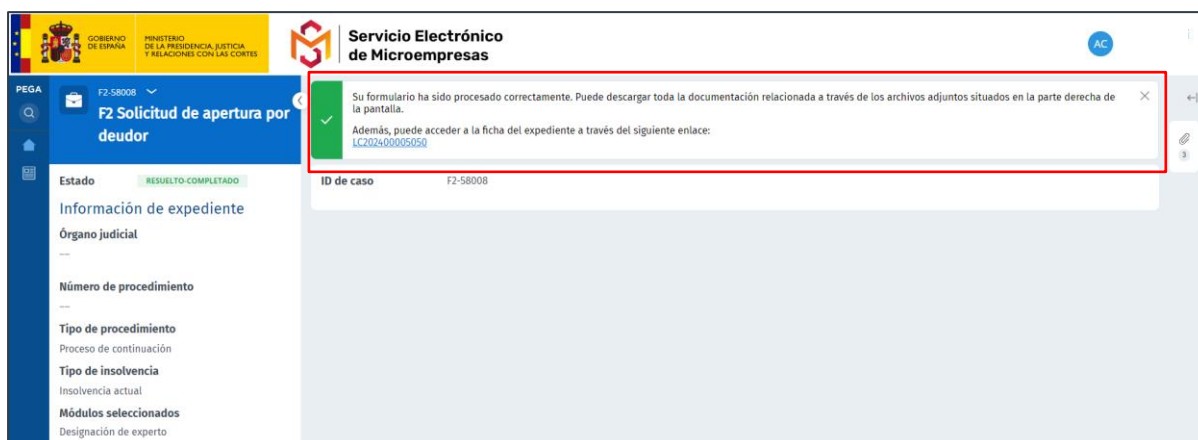 GOBIERNO
DE ESPAÑA
MINISTERIO
DE LA PRESIDENCIA, JUSTICIA
Y RELACIONES CON LAS CORTES
Servicio Electrónico
de Microempresas
AC
PEGA
F2-58008
F2 Solicitud de apertura por
deudor
Su formulario ha sido procesado correctamente. Puede descargar toda la documentación relacionada a través de los archivos adjuntos situados en la parte derecha de
la pantalla.
Además, puede acceder a la ficha del expediente a través del siguiente enlace:
LC202400005050
3
Estado RESUELTO-COMPLETADO
ID de caso F2-58008
Información de expediente
Órgano judicial
---
Número de procedimiento
---
Tipo de procedimiento
Proceso de continuación
Tipo de insolvencia
Insolvencia actual
Módulos seleccionados
Designación de experto